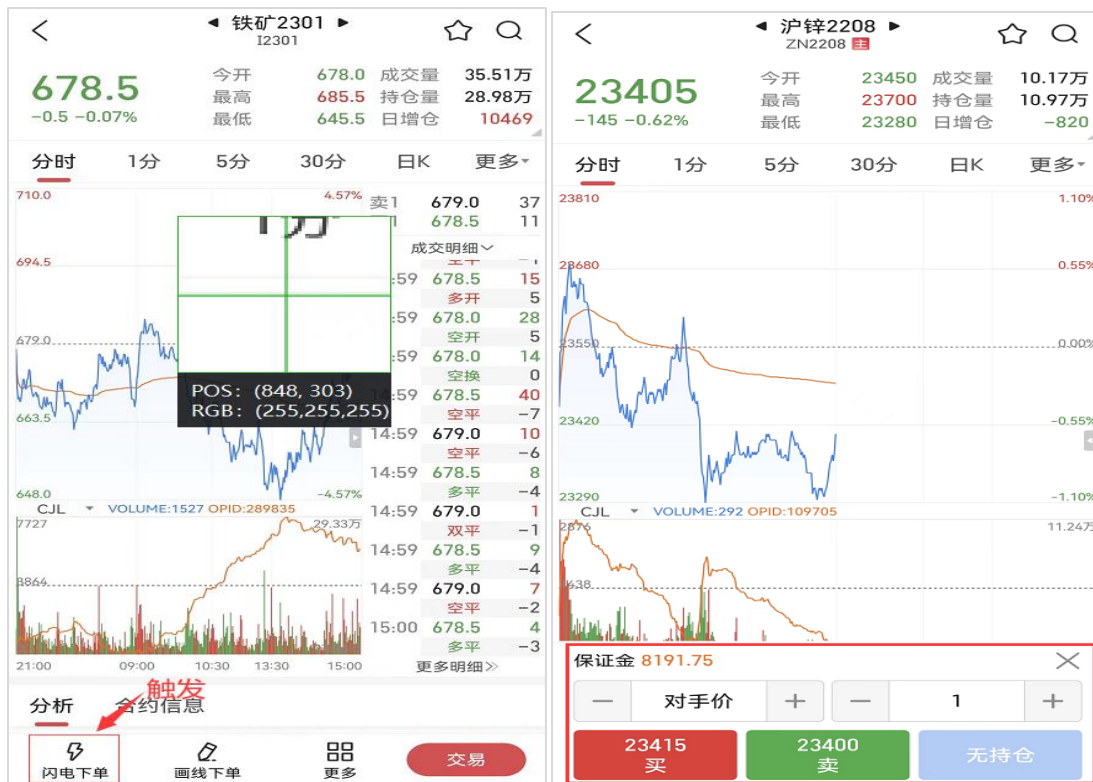 铁矿2301
I2301
678.5
-0.5 -0.07%
今开 678.0 成交量 35.51万
最高 685.5 持仓量 28.98万
最低 645.5 日增仓 10469
分时 1分 5分 30分 日K 更多
710.0 4.57%
694.5
679.0
663.5
648.0 -4.57%
卖1 679.0 37
1 678.5 11
成交明细
空平 -1
:59 678.5 15
多开 5
:59 678.0 28
空开 5
:59 678.0 14
空换 0
:59 678.5 40
空平 -7
14:59 679.0 10
空平 -6
14:59 678.5 8
多平 -4
14:59 679.0 1
双平 -1
14:59 678.5 9
多平 -4
14:59 679.0 7
空平 -2
15:00 678.5 4
多平 -3
更多明细
POS: (848, 303)
RGB: (255,255,255)
CJL VOLUME:1527 OPID:289835
7727 29.33万
3864
21:00 09:00 10:30 13:30 15:00
触发
分析 合约信息
闪电下单 画线下单 更多 交易
沪锌2208
ZN2208 主
23405
-145 -0.62%
今开 23450 成交量 10.17万
最高 23700 持仓量 10.97万
最低 23280 日增仓 -820
分时 1分 5分 30分 日K 更多
23810 1.10%
23680 0.55%
23550 0.00%
23420 -0.55%
23290 -1.10%
CJL VOLUME:292 OPID:109705
11.24万
保证金 8191.75
对手价 1
23415 23400 无持仓
买 卖